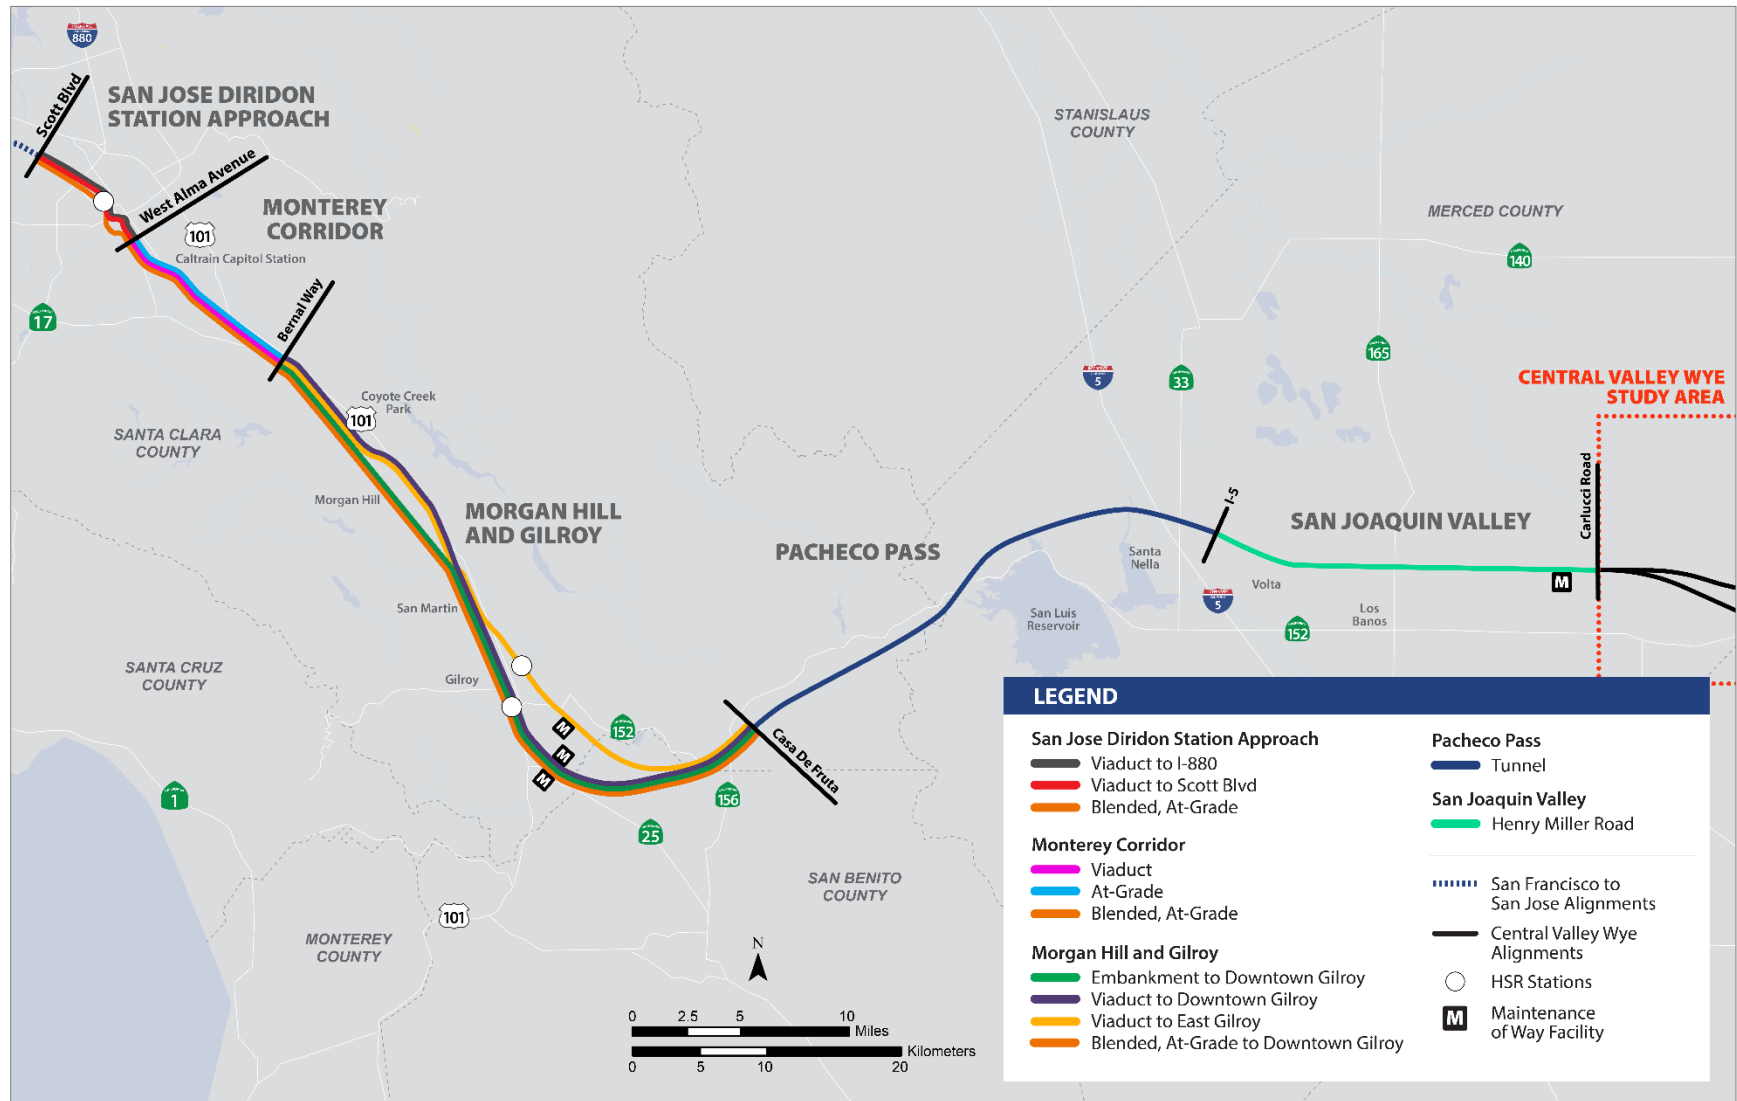 880
Scott Blvd
SAN JOSE DIRIDON
STATION APPROACH
West Alma Avenue
MONTEREY
CORRIDOR
101
Caltrain Capitol Station
17
Bernal Way
STANISLAUS
COUNTY
MERCED COUNTY
140
165
5
33
CENTRAL VALLEY WYE
STUDY AREA
Coyote Creek
Park
101
SANTA CLARA
COUNTY
Morgan Hill
MORGAN HILL
AND GILROY
Carlucci Road
I-5
SAN JOAQUIN VALLEY
PACHECO PASS
Santa
Nella
Volta
M
5
San Luis
Reservoir
Los
Banos
152
San Martin
SANTA CRUZ
COUNTY
Gilroy
M
152
M
M
Casa De Fruta
156
1
25
SAN BENITO
COUNTY
101
MONTEREY
COUNTY
N
0 2.5 5 10
Miles
Kilometers
0 5 10 20
LEGEND
San Jose Diridon Station Approach
Viaduct to I-880
Viaduct to Scott Blvd
Blended, At-Grade
Monterey Corridor
Viaduct
At-Grade
Blended, At-Grade
Morgan Hill and Gilroy
Embankment to Downtown Gilroy
Viaduct to Downtown Gilroy
Viaduct to East Gilroy
Blended, At-Grade to Downtown Gilroy
Pacheco Pass
Tunnel
San Joaquin Valley
Henry Miller Road
San Francisco to
San Jose Alignments
Central Valley Wye
Alignments
HSR Stations
M
Maintenance
of Way Facility